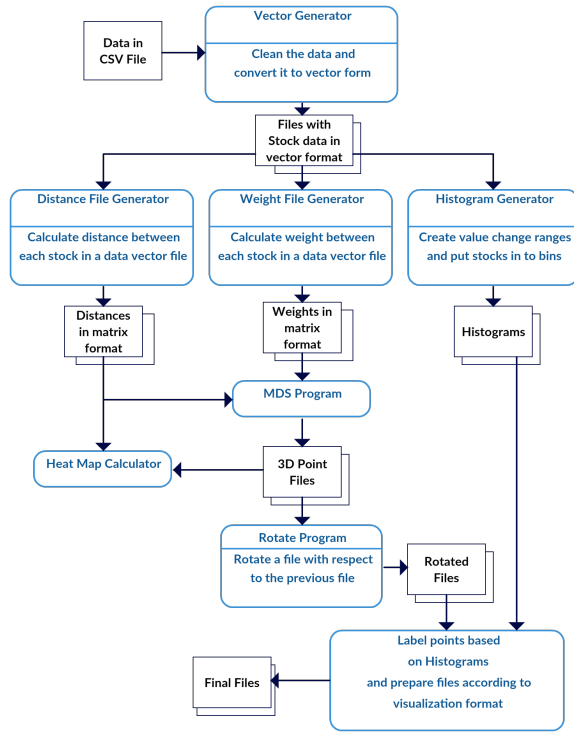 Vector Generator
Data in
CSV File
Clean the data and
convert it to vector form
Files with
Stock data in
vector format
Distance File Generator
Calculate distance between
each stock in a data vector file
Weight File Generator
Calculate weight between
each stock in a data vector file
Histogram Generator
Create value change ranges
and put stocks in to bins
Distances
in matrix
format
Weights in
matrix
format
Histograms
MDS Program
Heat Map Calculator
3D Point
Files
Rotate Program
Rotate a file with respect
to the previous file
Rotated
Files
Label points based
on Histograms
and prepare files according to
visualization format
Final Files